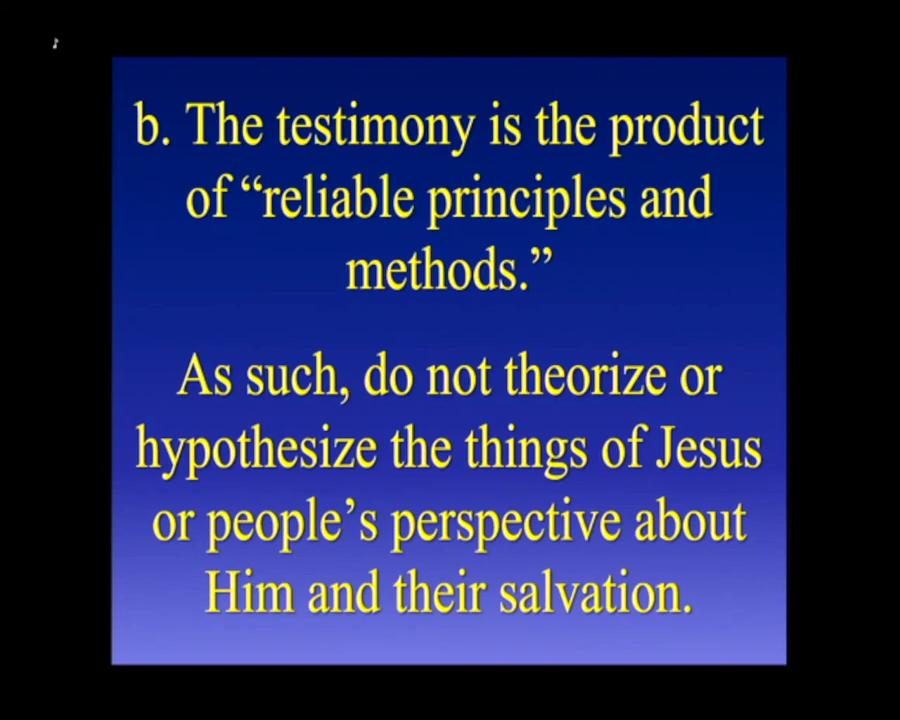 b. The testimony is the product
of “reliable principles and
methods.”
As such, do not theorize or
hypothesize the things of Jesus
or people’s perspective about
Him and their salvation.